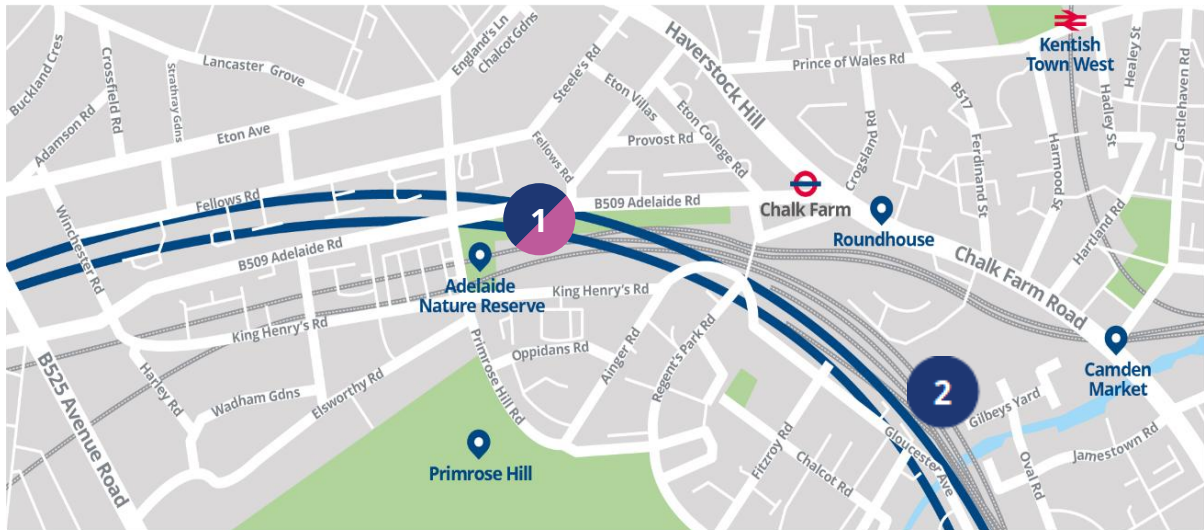 Buckland Cres
Crossfield Rd
Adamson Rd
Strathray Gdns
Lancaster Grove
England's Ln
Chalcot Gdns
Steele's Rd
Haverstock Hill
Kentish
Town West
Prince of Wales Rd
Healey St
Hadley St
Castlehaven Rd
Eton Ave
Eton Villas
Eton College Rd
Provost Rd
Crogsland Rd
B517
Ferdinand St
Harmood St
Hartland Rd
Fellows Rd
Fellows Rd
Winchester Rd
B509 Adelaide Rd
1
B509 Adelaide Rd
Chalk Farm
Roundhouse
Chalk Farm Road
Adelaide
Nature Reserve
King Henry's Rd
King Henry's Rd
B525 Avenue Road
Harley Rd
Wadham Gdns
Elsworthy Rd
Primrose Hill Rd
Oppidans Rd
Ainger Rd
Regent's Park Rd
2
Gilbeys Yard
Camden
Market
Primrose Hill
Fitzroy Rd
Chalcot Rd
Gloucester Ave
Oval Rd
Jamestown Rd